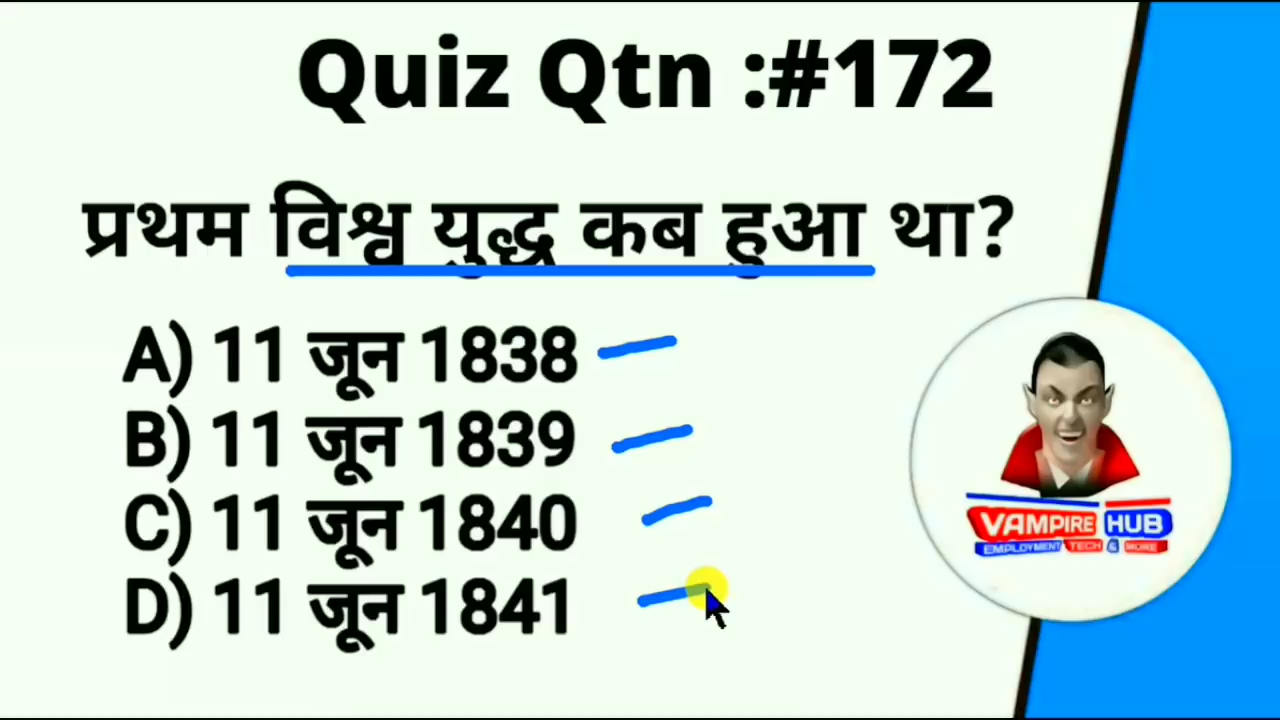 Quiz Qtn :#172
प्रथम विश्व युद्ध कब हुआ था?
A) 11 जून 1838
B) 11 जून 1839
C) 11 जून 1840
D) 11 जून 1841
VAMPIRE HUB
EMPLOYMENT TECH & MORE